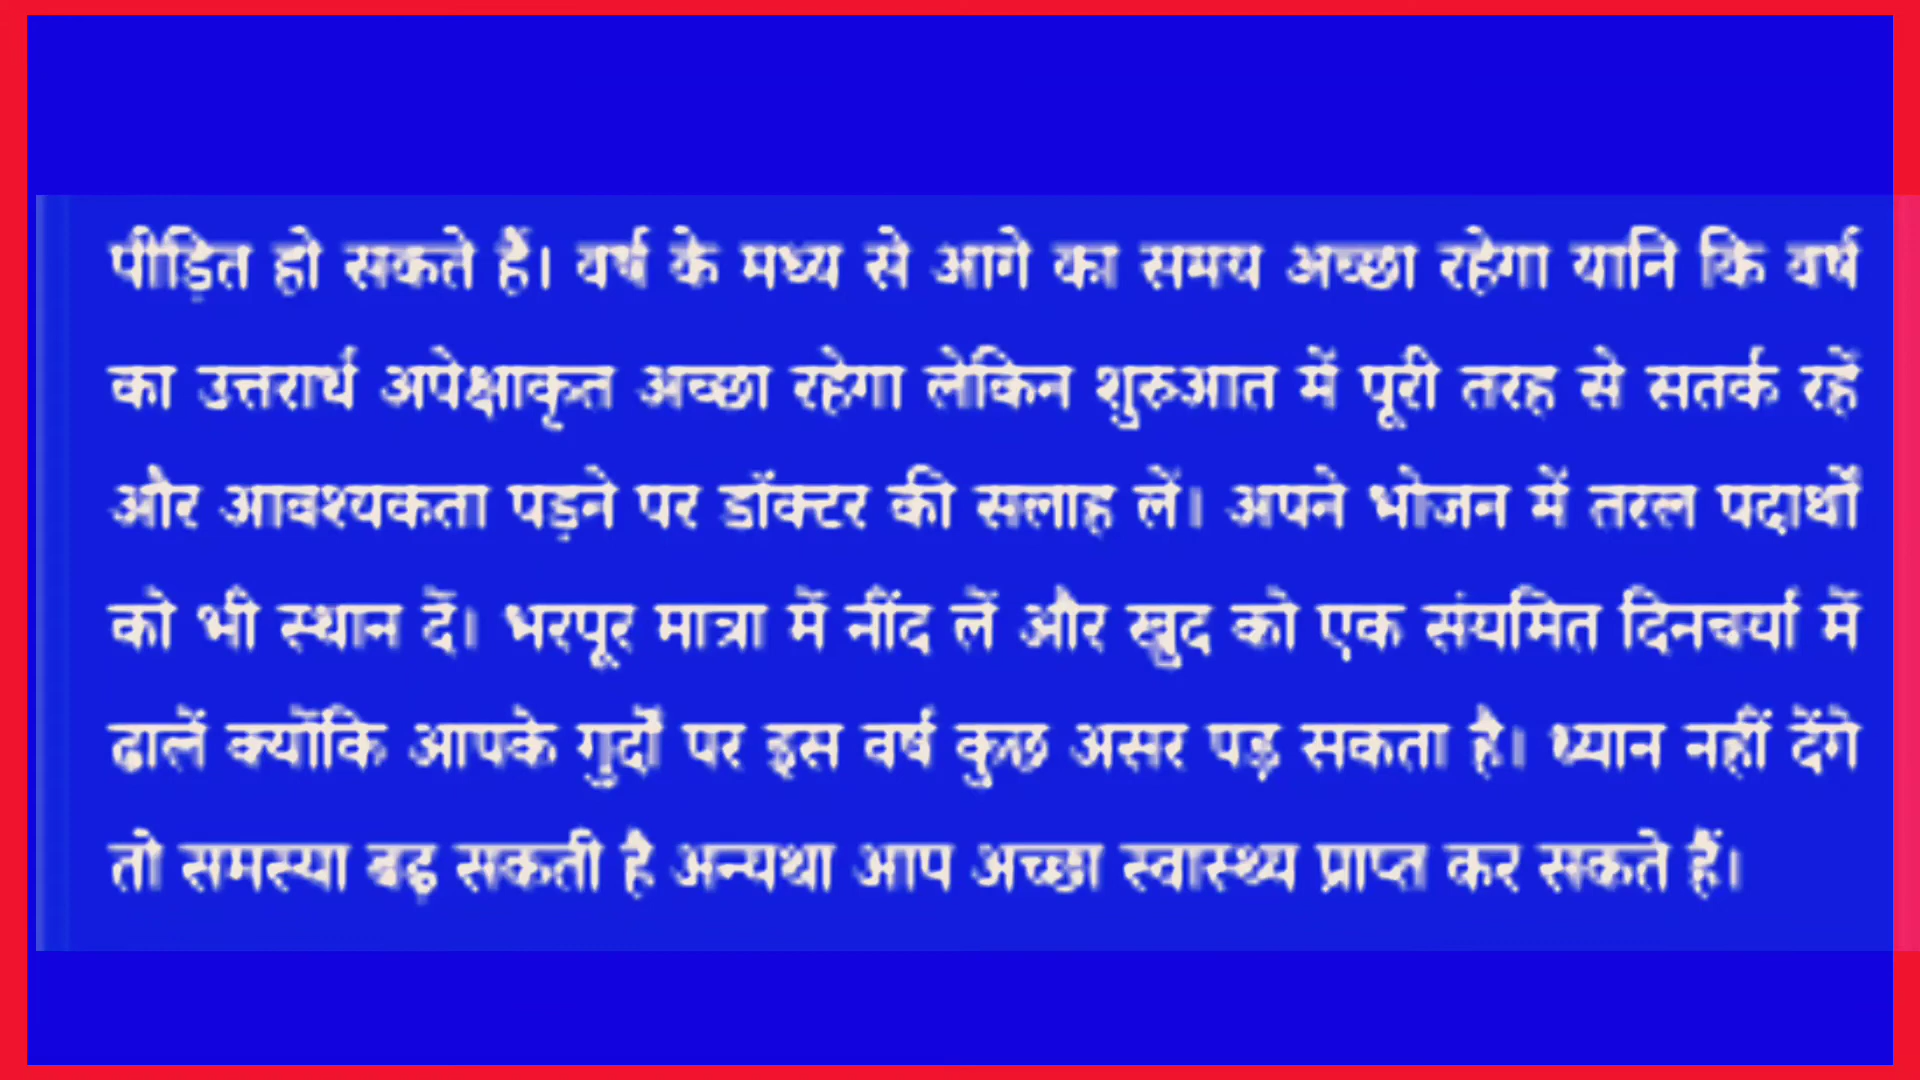 पीड़ित हो सकते हैं। वर्ष के मध्य से आगे का समय अच्छा रहेगा यानि कि वर्ष
का उत्तरार्ध अपेक्षाकृत अच्छा रहेगा लेकिन शुरुआत में पूरी तरह से सतर्क रहें
और आवश्यकता पड़ने पर डॉक्टर की सलाह लें। अपने भोजन में तरल पदार्थों
को भी स्थान दें। भरपूर मात्रा में नींद लें और खुद को एक संयमित दिनचर्या में
ढालें क्योंकि आपके गुर्दों पर इस वर्ष कुछ असर पड़ सकता है। ध्यान नहीं देंगे
तो समस्या बढ़ सकती है अन्यथा आप अच्छा स्वास्थ्य प्राप्त कर सकते हैं।